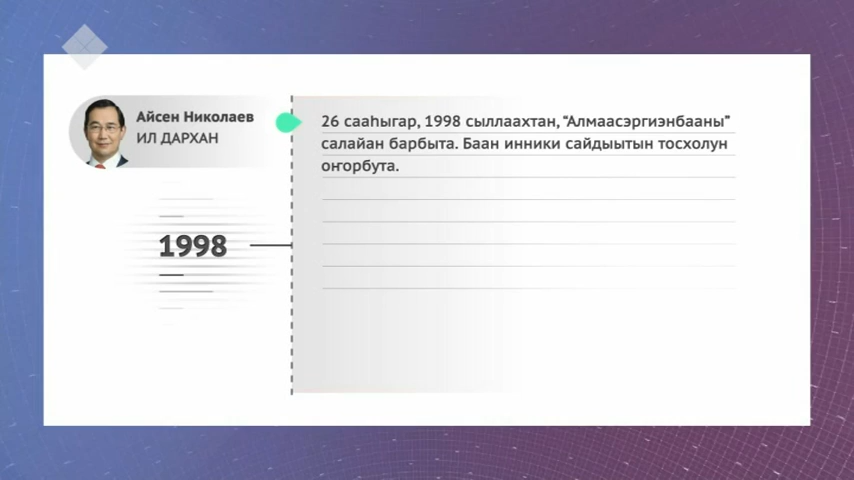 Айсен Николаев
ИЛ ДАРХАН
1998
26 сааһыгар, 1998 сыллаахтан, “Алмаасэргиэнбааны”
салайан барбыта. Баан инники сайдыытын тосхолун
оҥорбута.